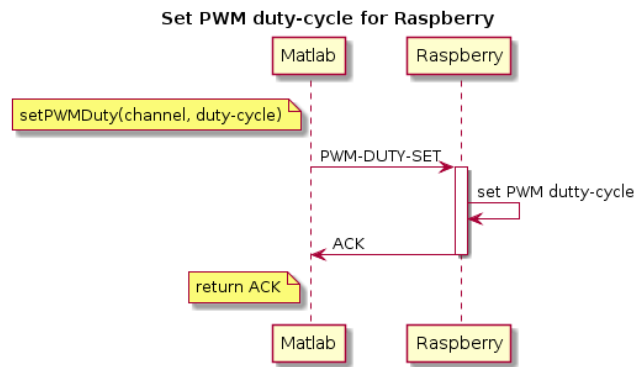 Set PWM duty-cycle for Raspberry
Matlab
Raspberry
setPWMDuty(channel, duty-cycle)
PWM-DUTY-SET
set PWM dutty-cycle
ACK
return ACK
Matlab
Raspberry